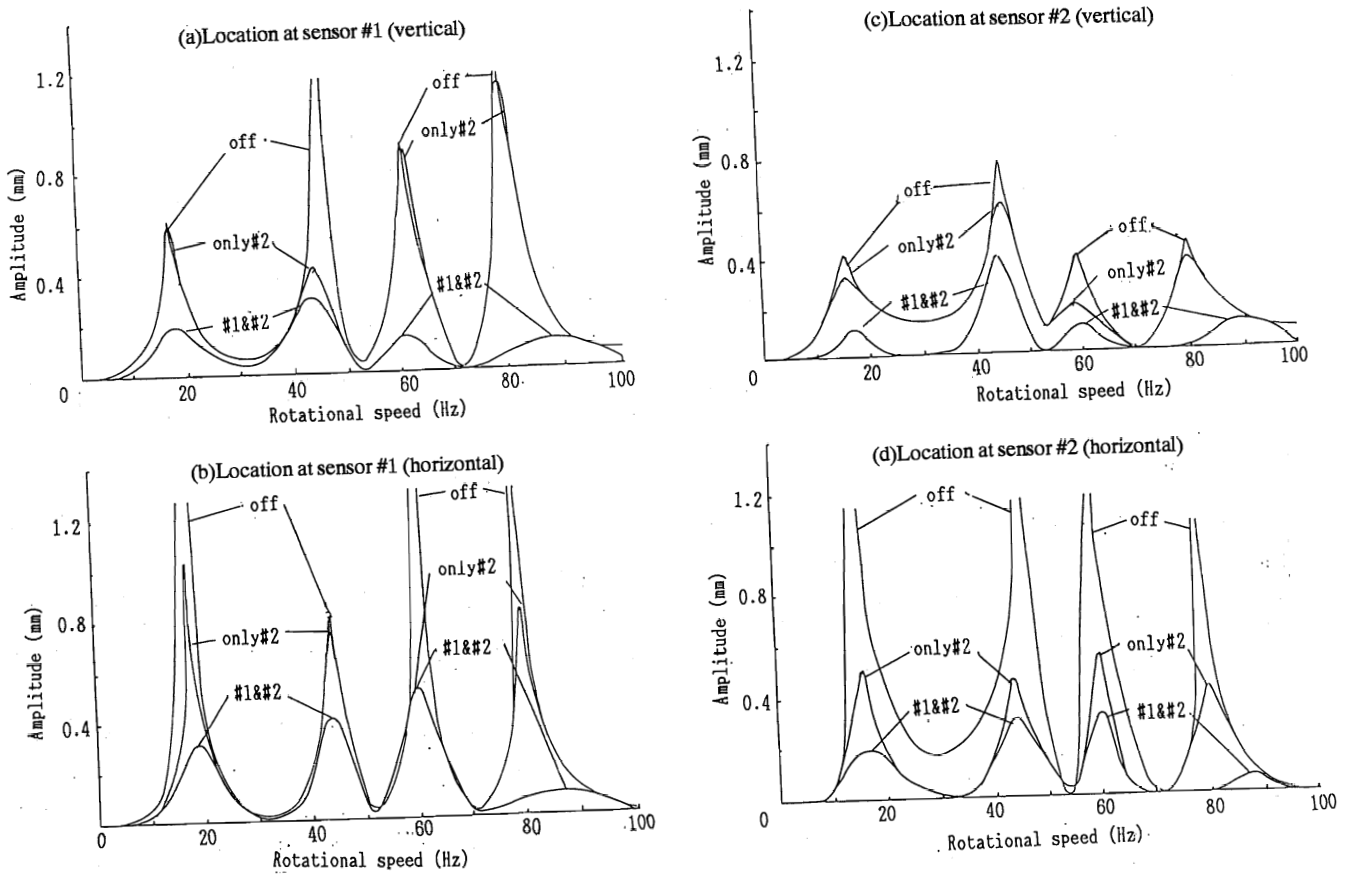 (a)Location at sensor #1 (vertical)
Amplitude (mm)
1.2
0.8
0.4
0
20
40
60
80
100
Rotational speed (Hz)
off
off
only#2
only#2
#1&#2
#1&#2
(c)Location at sensor #2 (vertical)
Amplitude (mm)
1.2
0.8
0.4
0
20
40
60
80
100
Rotational speed (Hz)
off
only#2
#1&#2
off
only#2
#1&#2
(b)Location at sensor #1 (horizontal)
Amplitude (mm)
1.2
0.8
0.4
0
20
40
60
80
100
Rotational speed (Hz)
off
off
only#2
only#2
#1&#2
#1&#2
(d)Location at sensor #2 (horizontal)
Amplitude (mm)
1.2
0.8
0.4
0
20
40
60
80
100
Rotational speed (Hz)
off
off
only#2
only#2
#1&#2
#1&#2